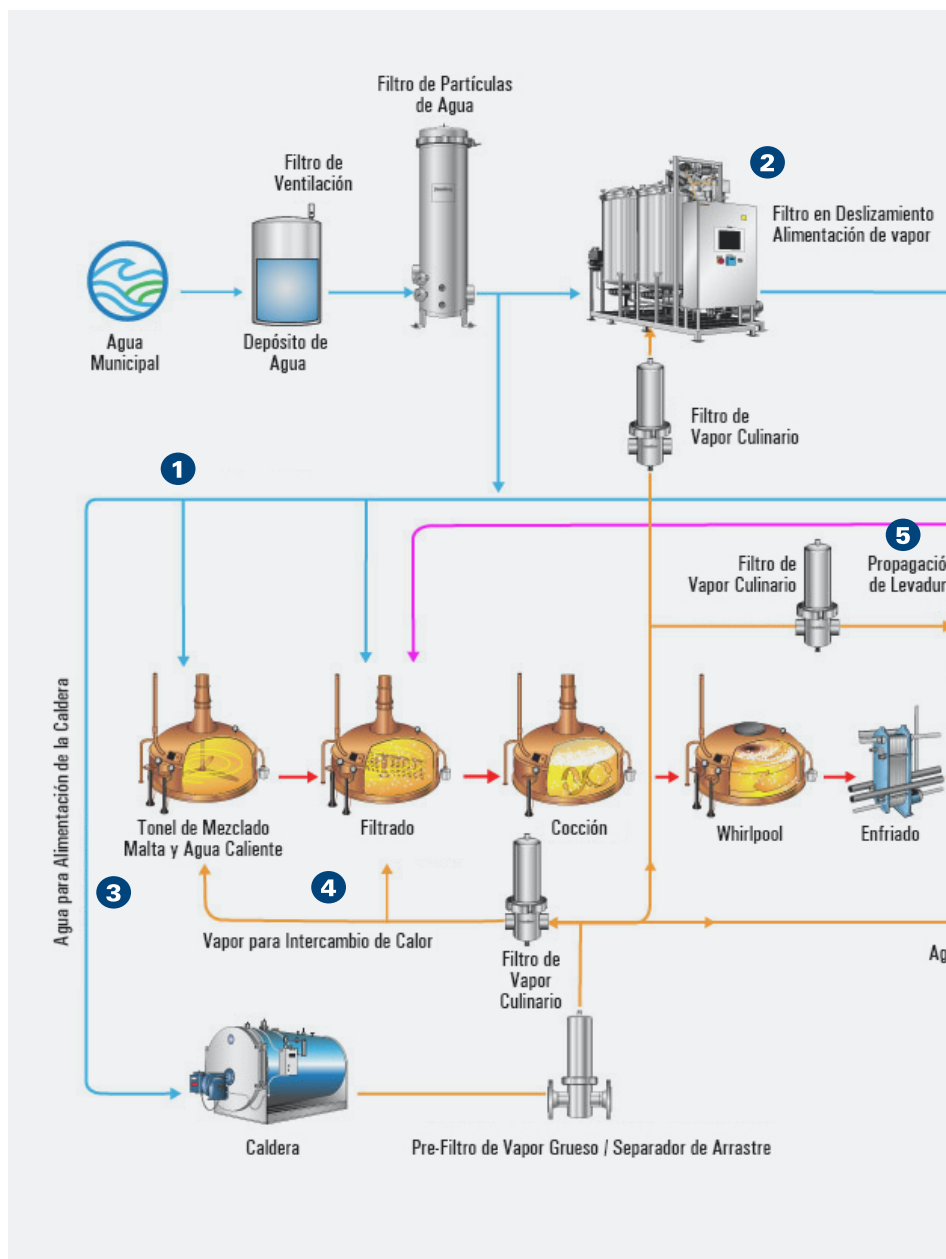 Filtro de Partículas
de Agua
2
Filtro de
Ventilación
Filtro en Deslizamiento
Alimentación de vapor
Agua
Municipal
Depósito de
Agua
Filtro de
Vapor Culinario
1
5
Filtro de
Vapor Culinario
Propagació
de Levadur
Agua para Alimentación de la Caldera
Tonel de Mezclado
Malta y Agua Caliente
Filtrado
Cocción
Whirlpool
Enfriado
3
4
Vapor para Intercambio de Calor
Filtro de
Vapor
Culinario
Ag
Caldera
Pre-Filtro de Vapor Grueso / Separador de Arrastre